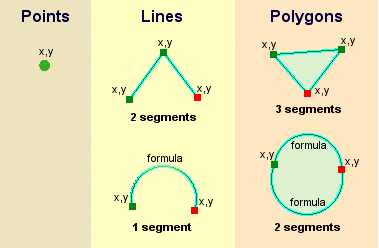 Points
x,y
Lines
x,y
x,y
x,y
2 segments
formula
x,y
x,y
1 segment
Polygons
x,y
x,y
x,y
3 segments
formula
x,y
x,y
formula
2 segments